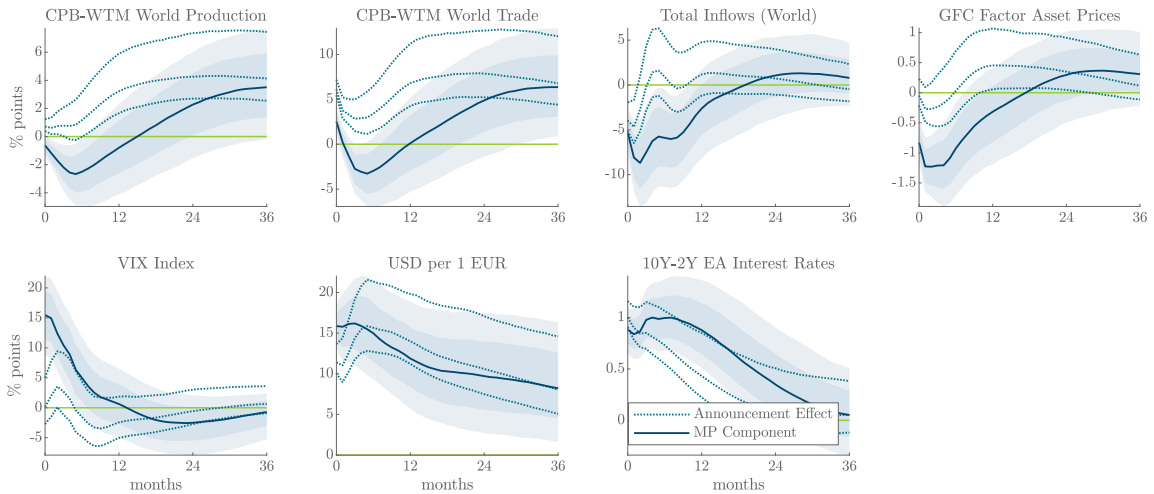 CPB-WTM World Production
CPB-WTM World Trade
Total Inflows (World)
GFC Factor Asset Prices
% points
6
4
2
0
-2
-4
0 12 24 36
10
5
0
-5
0 12 24 36
5
0
-5
-10
0 12 24 36
1
0.5
0
-0.5
-1
-1.5
0 12 24 36
VIX Index
USD per 1 EUR
10Y-2Y EA Interest Rates
% points
20
15
10
5
0
-5
0 12 24 36
months
20
15
10
5
0
0 12 24 36
months
1
0.5
0
0 12 24 36
months
Announcement Effect
MP Component